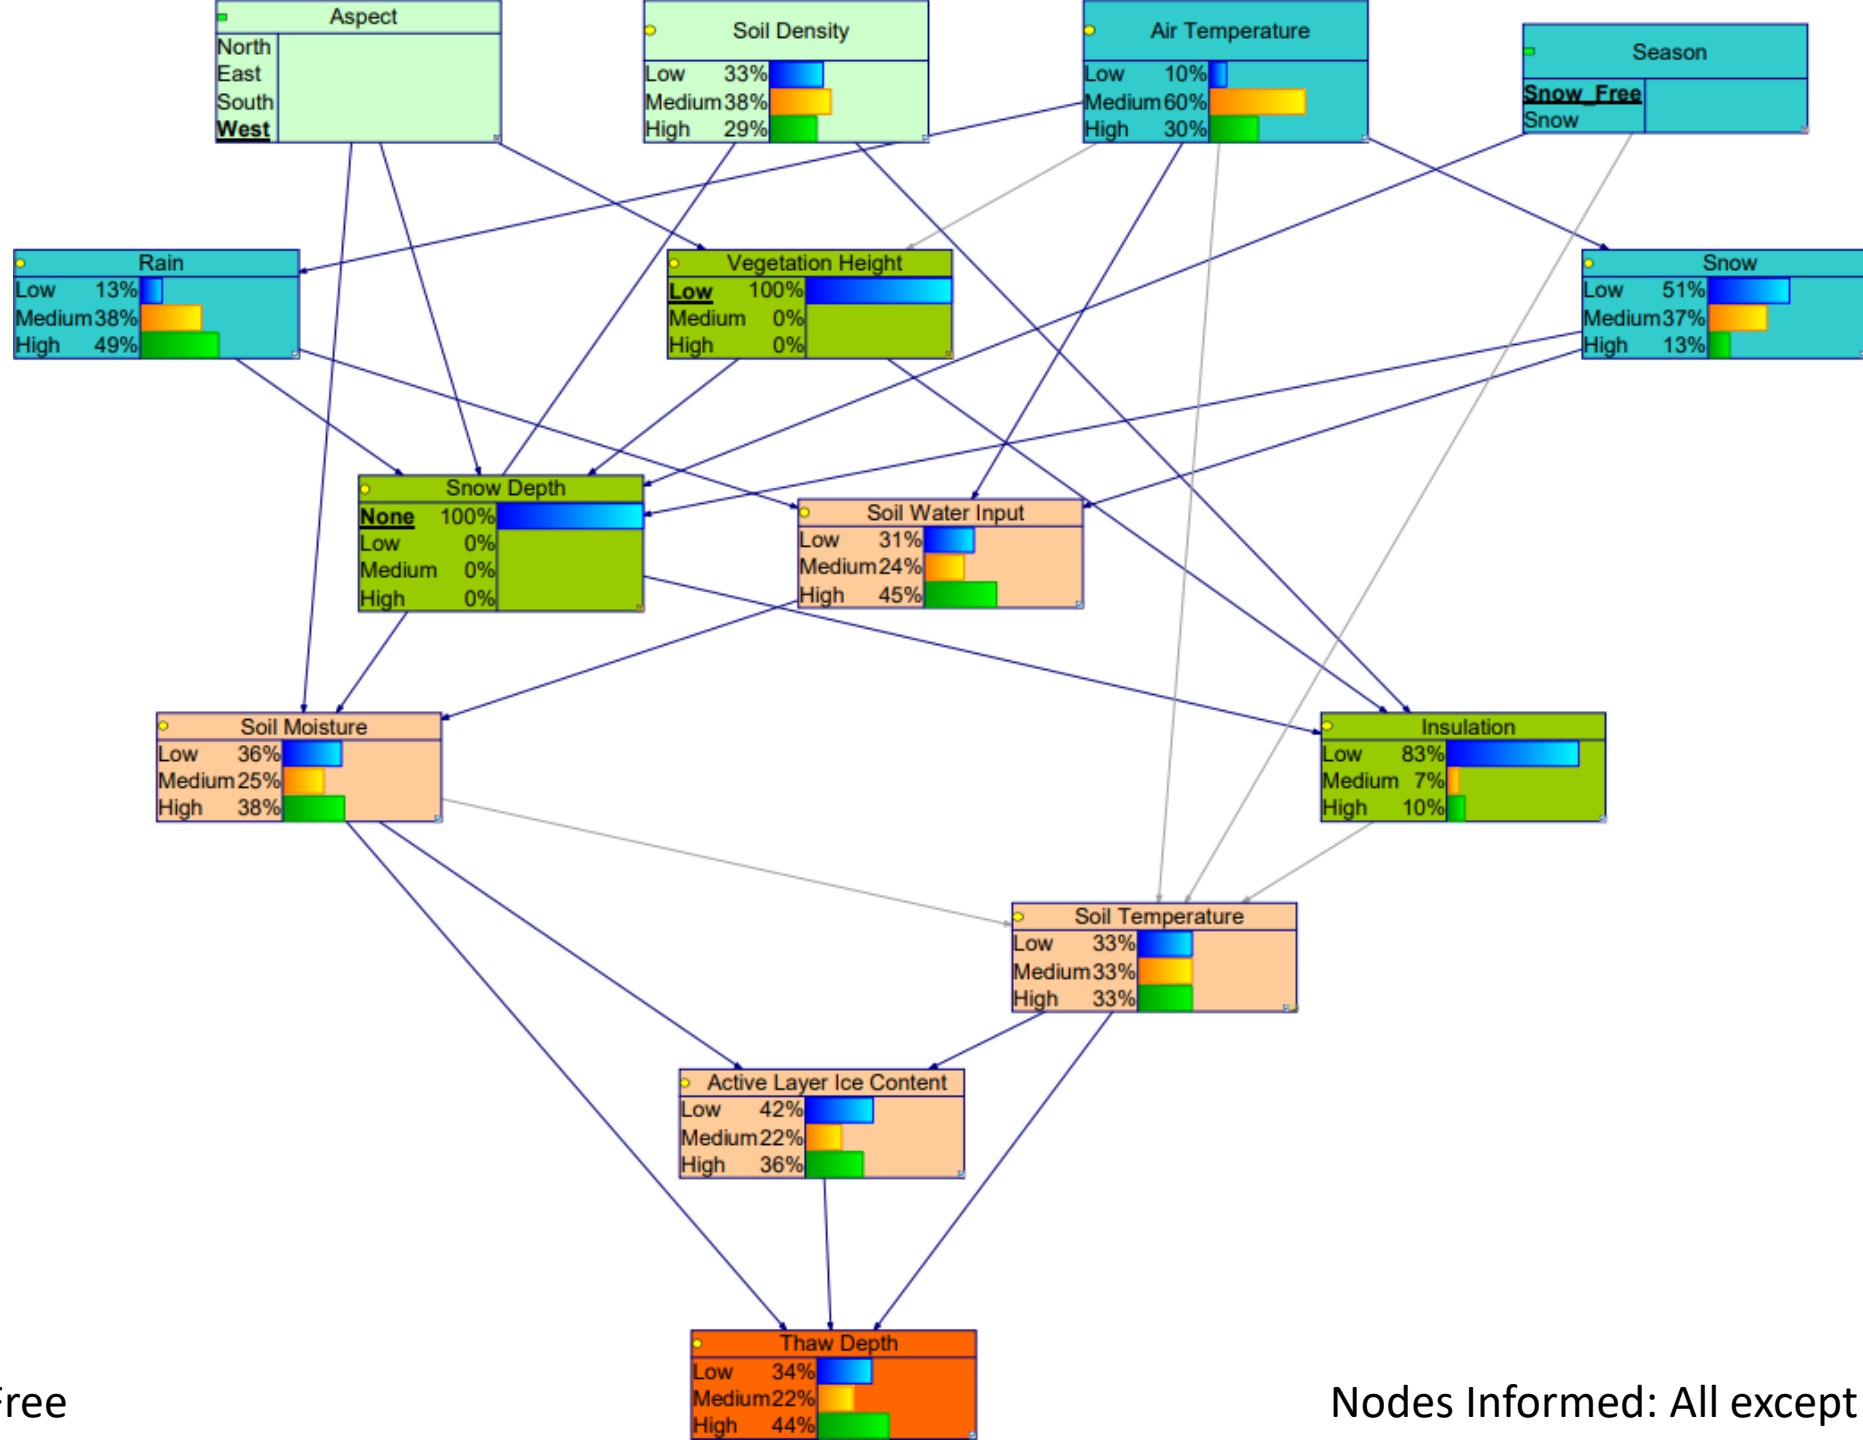 Aspect
North
East
South
West
Soil Density
Low 33%
Medium 38%
High 29%
Air Temperature
Low 10%
Medium 60%
High 30%
Season
Snow_Free
Snow
Rain
Low 13%
Medium 38%
High 49%
Vegetation Height
Low 100%
Medium 0%
High 0%
Snow
Low 51%
Medium 37%
High 13%
Snow Depth
None 100%
Low 0%
Medium 0%
High 0%
Soil Water Input
Low 31%
Medium 24%
High 45%
Soil Moisture
Low 36%
Medium 25%
High 38%
Insulation
Low 83%
Medium 7%
High 10%
Soil Temperature
Low 33%
Medium 33%
High 33%
Active Layer Ice Content
Low 42%
Medium 22%
High 36%
Thaw Depth
Low 34%
Medium 22%
High 44%
ree
Nodes Informed: All except